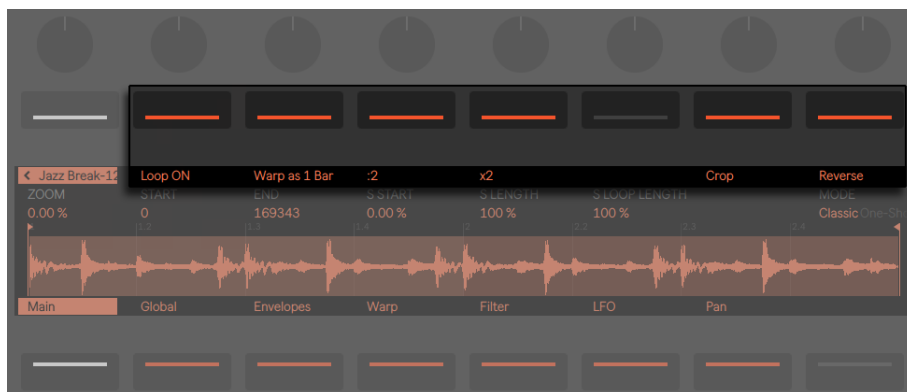 < Jazz Break-12 Loop ON Warp as 1 Bar :2 x2 Crop Reverse
ZOOM START END S START S LENGTH S LOOP LENGTH MODE
0.00 % 0 169343 0.00 % 100 % 100 % Classic One-Sh
1.2 1.3 1.4 2 2.2 2.3 2.4
Main Global Envelopes Warp Filter LFO Pan